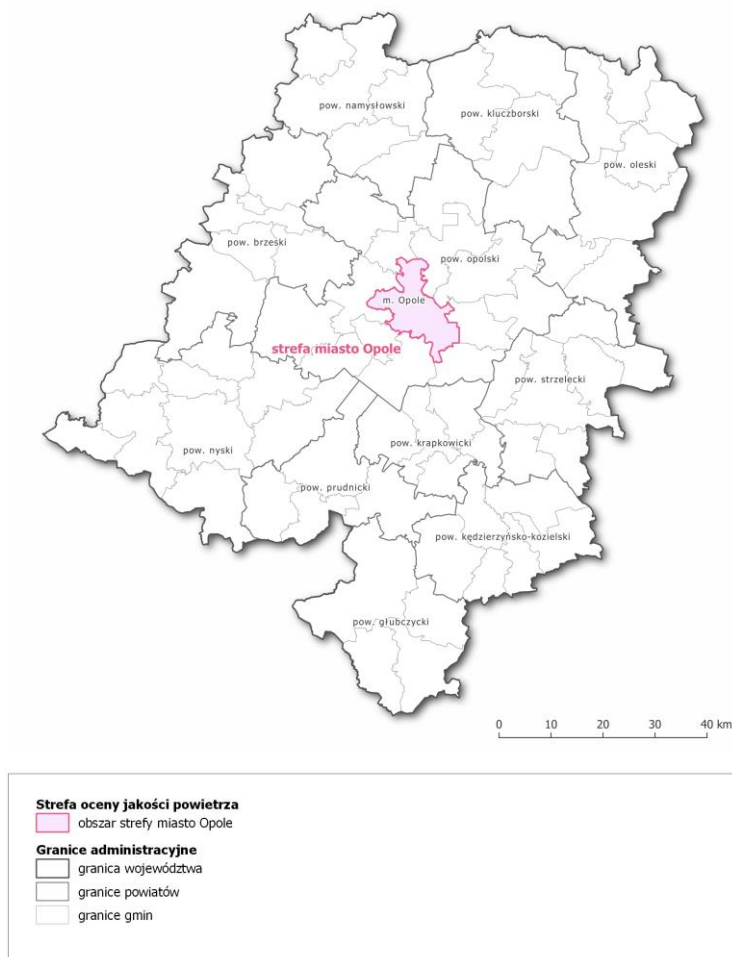 pow. namysłowski
pow. kluczborski
pow. oleski
pow. brzeski
pow. opolski
m. Opole
strefa miasto Opole
pow. strzelecki
pow. nyski
pow. krapkowicki
pow. prudnicki
pow. kędzierzyńsko-kozielski
pow. głubczycki
0 10 20 30 40 km
Strefa oceny jakości powietrza
obszar strefy miasto Opole
Granice administracyjne
granica województwa
granice powiatów
granice gmin